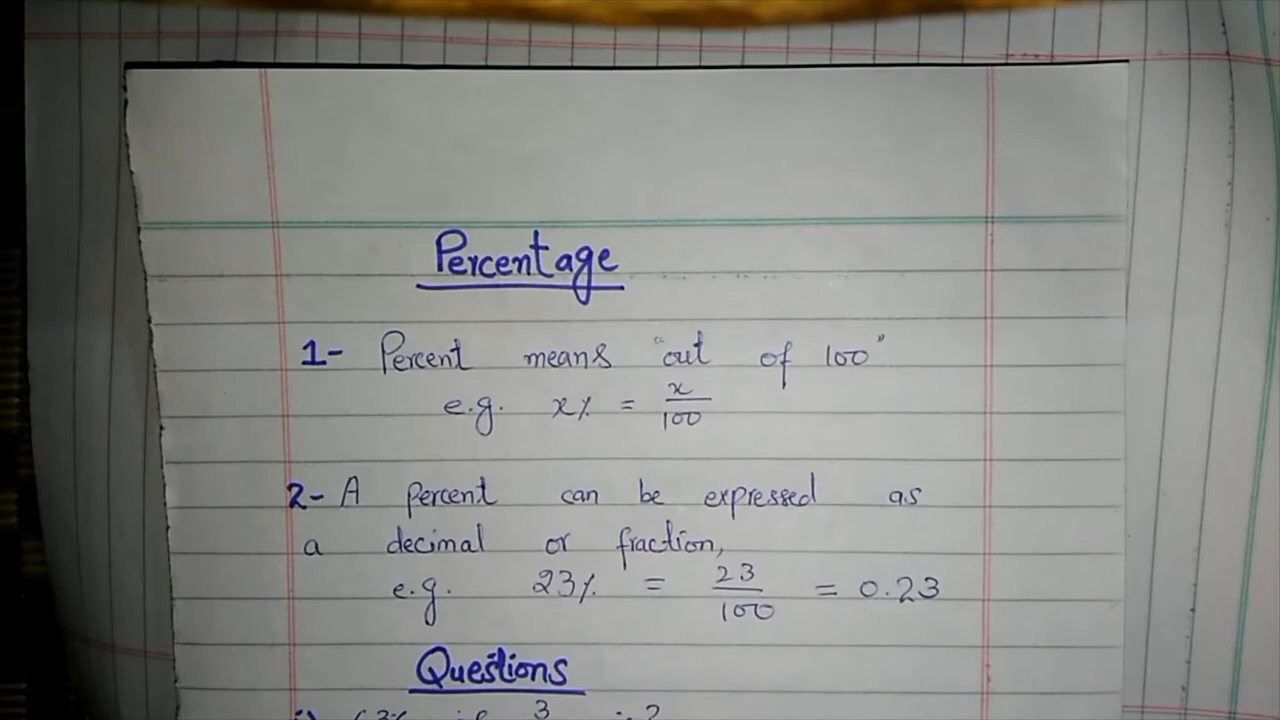 Percentage
1- Percent means "out of 100"
e.g. x% = x/100
2- A percent can be expressed as
a decimal or fraction,
e.g. 23% = 23/100 = 0.23
Questions
3